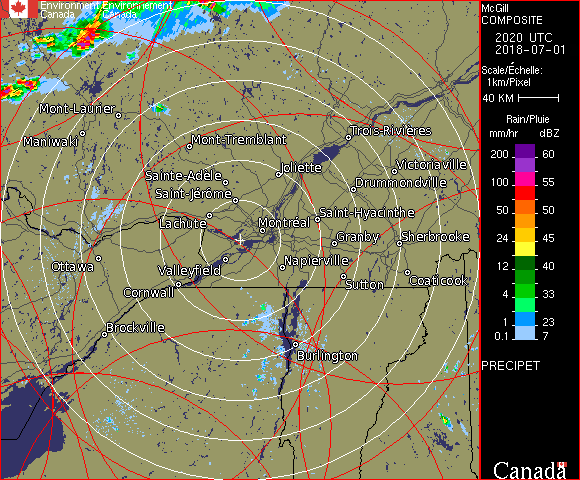 Environment Environnement
Canada Canada
McGill
COMPOSITE
2020 UTC
2018-07-01
Scale/Échelle:
1km/Pixel
40 KM
Rain/Pluie
mm/hr dBZ
200 60
100 55
50 50
24 45
12 40
4 33
1 23
0.1 7
PRECIPET
Canada
Mont-Laurier
Maniwaki
Mont-Tremblant
Trois-Rivières
Sainte-Adèle
Joliette
Victoriaville
Saint-Jérôme
Drummondville
Lachute
Montréal
Saint-Hyacinthe
Granby
Sherbrooke
Ottawa
Valleyfield
Napierville
Cornwall
Sutton
Coaticook
Brockville
Burlington